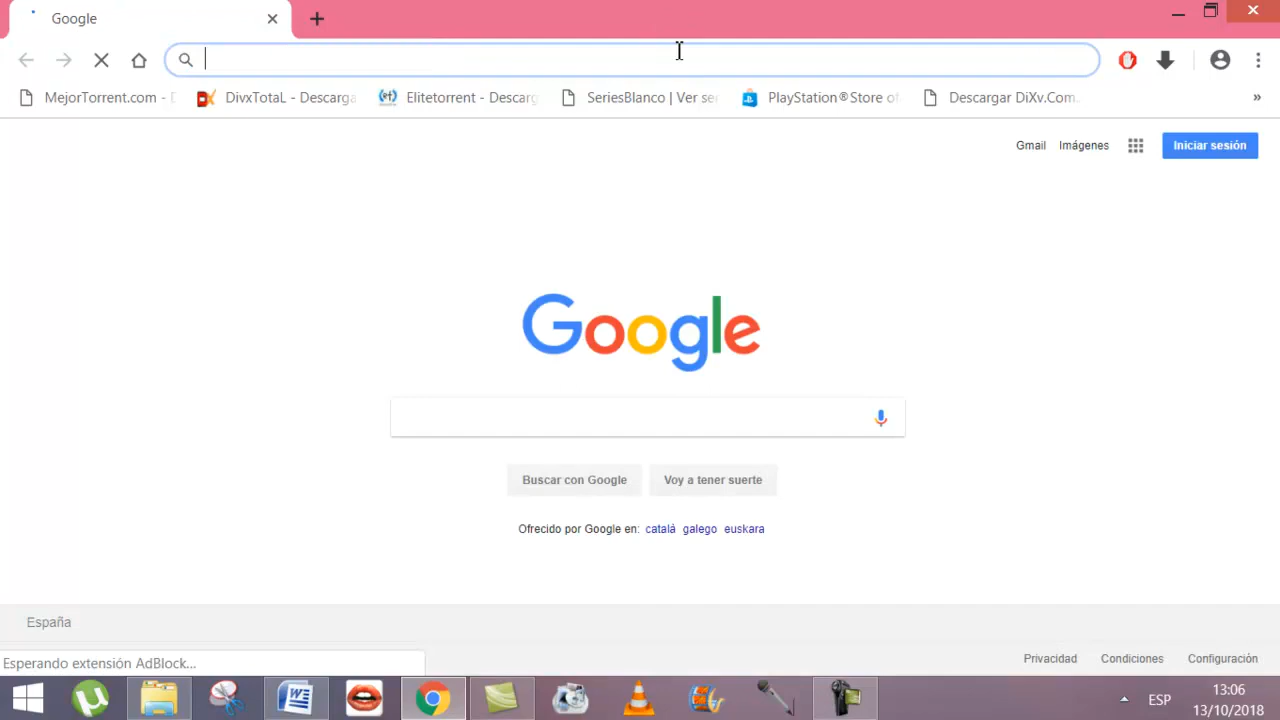 Google
MejorTorrent.com - D
DivxTotaL - Descarga
Elitetorrent - Descarg
SeriesBlanco | Ver se
PlayStation®Store of
Descargar DiXv.Com
»
Gmail Imágenes Iniciar sesión
Google
Buscar con Google Voy a tener suerte
Ofrecido por Google en: català galego euskara
España
Esperando extensión AdBlock...
Privacidad Condiciones Configuración
ESP
13:06
13/10/2018